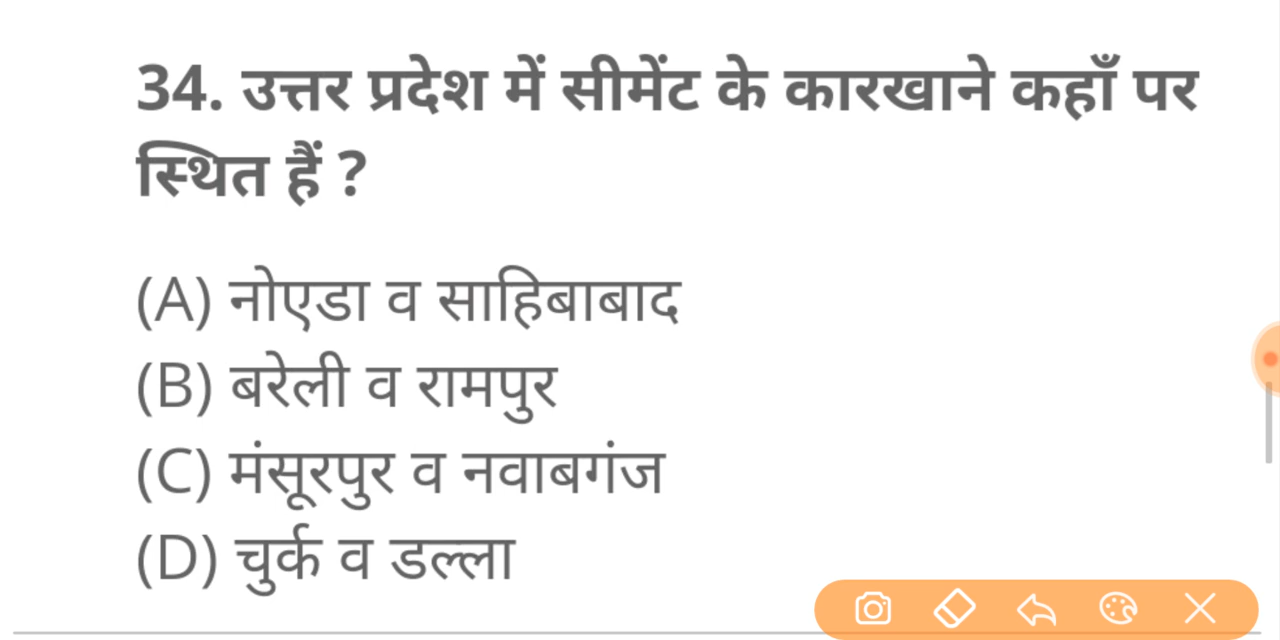 34. उत्तर प्रदेश में सीमेंट के कारखाने कहाँ पर
स्थित हैं ?
(A) नोएडा व साहिबाबाद
(B) बरेली व रामपुर
(C) मंसूरपुर व नवाबगंज
(D) चुर्क व डल्ला